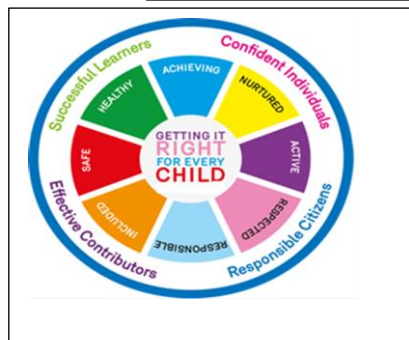 Successful Learners
Confident Individuals
ACHIEVING
NURTURED
ACTIVE
RESPECTED
RESPONSIBLE
INCLUDED
SAFE
HEALTHY
GETTING IT
RIGHT
FOR EVERY
CHILD
Effective Contributors
Responsible Citizens